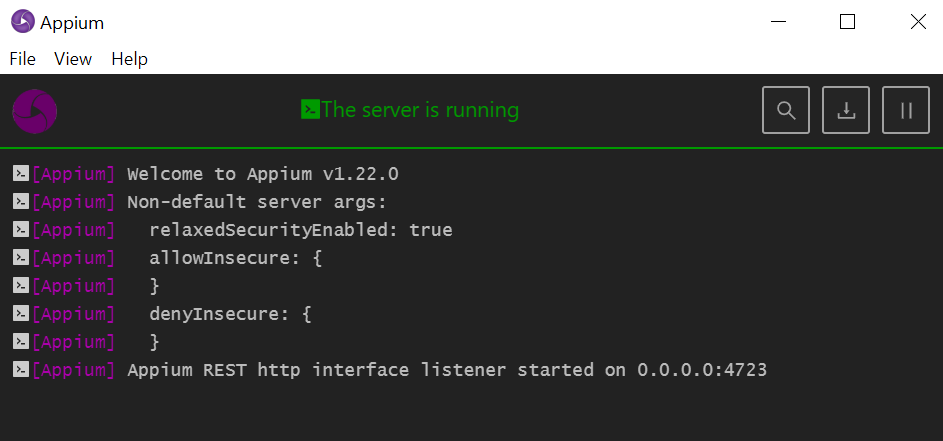 Appium
File View Help
The server is running
[Appium] Welcome to Appium v1.22.0
[Appium] Non-default server args:
[Appium]   relaxedSecurityEnabled: true
[Appium]   allowInsecure: {
[Appium]   }
[Appium]   denyInsecure: {
[Appium]   }
[Appium] Appium REST http interface listener started on 0.0.0.0:4723